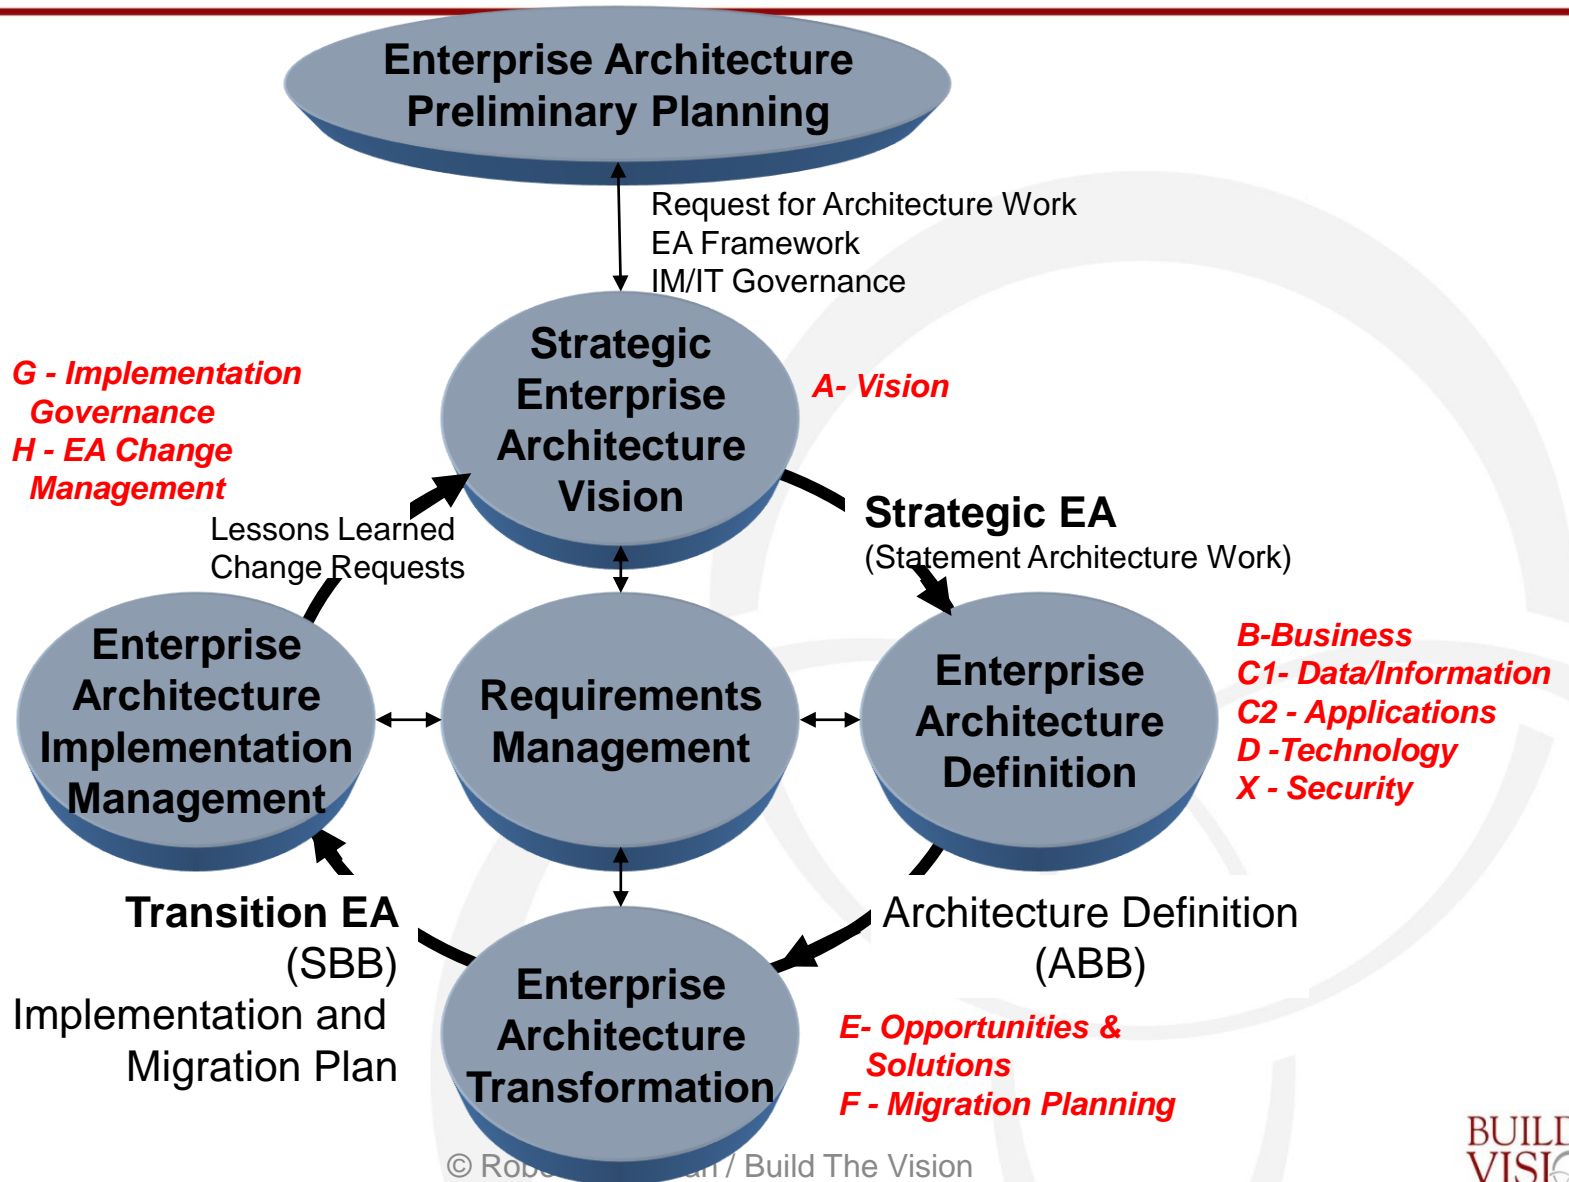 Enterprise Architecture
Preliminary Planning
Request for Architecture Work
EA Framework
IM/IT Governance
Strategic
Enterprise
Architecture
Vision
A- Vision
G - Implementation
Governance
H - EA Change
Management
Lessons Learned
Change Requests
Strategic EA
(Statement Architecture Work)
Enterprise
Architecture
Implementation
Management
Requirements
Management
Enterprise
Architecture
Definition
B-Business
C1- Data/Information
C2 - Applications
D -Technology
X - Security
Transition EA
(SBB)
Implementation and
Migration Plan
Architecture Definition
(ABB)
Enterprise
Architecture
Transformation
E- Opportunities &
Solutions
F - Migration Planning
© / Build The Vision
BUILD